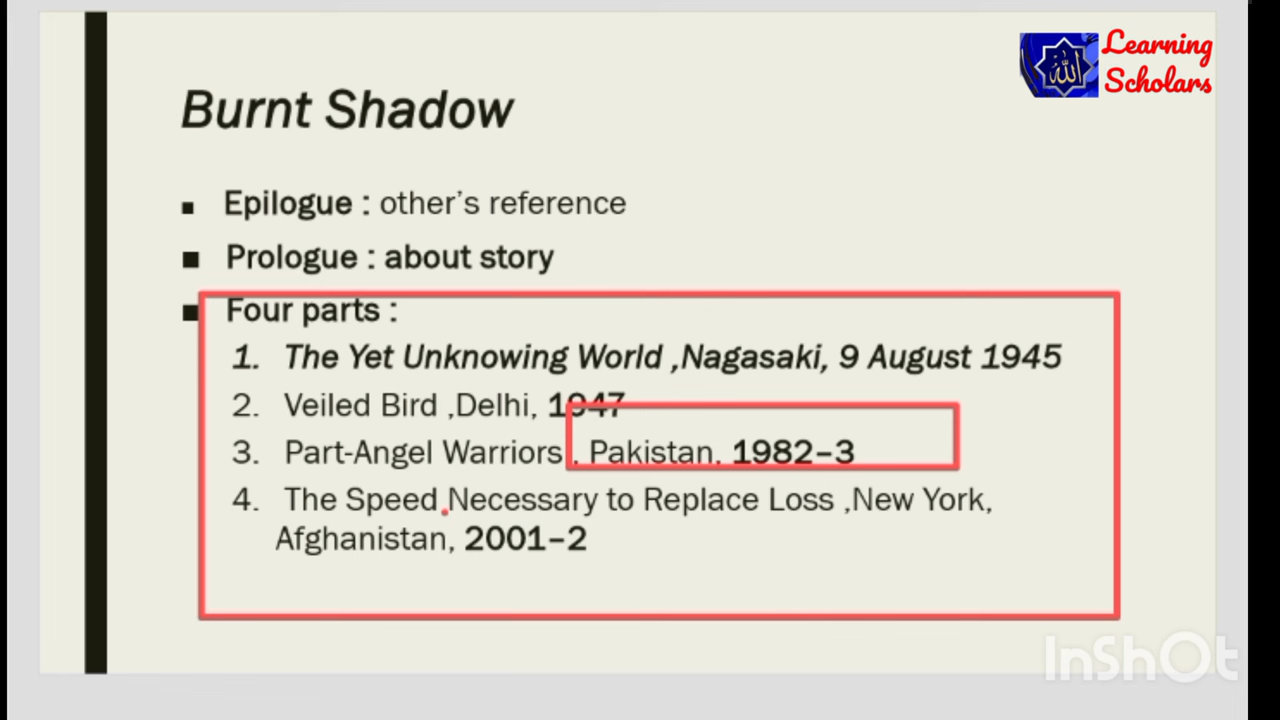 الله
Learning
Scholars
Burnt Shadow
■ Epilogue : other's reference
■ Prologue : about story
■ Four parts :
1. The Yet Unknowing World ,Nagasaki, 9 August 1945
2. Veiled Bird ,Delhi, 1947
3. Part-Angel Warriors , Pakistan, 1982–3
4. The Speed Necessary to Replace Loss ,New York,
Afghanistan, 2001–2
InShOt